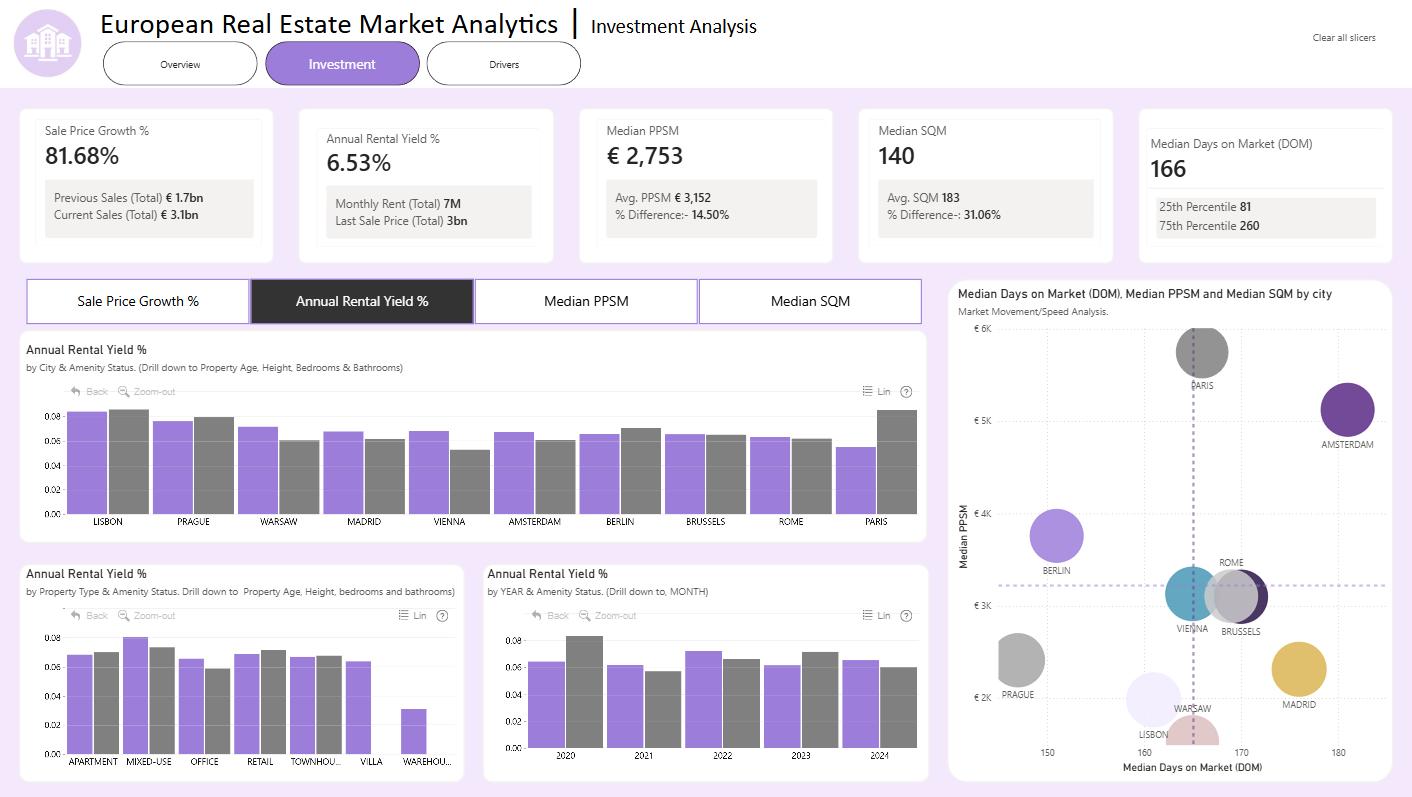 European Real Estate Market Analytics | Investment Analysis
Clear all slicers
Overview
Investment
Drivers
Sale Price Growth %
81.68%
Previous Sales (Total) € 1.7bn
Current Sales (Total) € 3.1bn
Annual Rental Yield %
6.53%
Monthly Rent (Total) 7M
Last Sale Price (Total) 3bn
Median PPSM
€ 2,753
Avg. PPSM € 3,152
% Difference:- 14.50%
Median SQM
140
Avg. SQM 183
% Difference-: 31.06%
Median Days on Market (DOM)
166
25th Percentile 81
75th Percentile 260
Sale Price Growth %
Annual Rental Yield %
Median PPSM
Median SQM
Annual Rental Yield %
by City & Amenity Status. (Drill down to Property Age, Height, Bedrooms & Bathrooms)
Back Zoom-out Lin ?
0.08
0.06
0.04
0.02
0.00
LISBON PRAGUE WARSAW MADRID VIENNA AMSTERDAM BERLIN BRUSSELS ROME PARIS
Annual Rental Yield %
by Property Type & Amenity Status. Drill down to Property Age, Height, bedrooms and bathrooms)
Back Zoom-out Lin ?
0.08
0.06
0.04
0.02
0.00
APARTMENT MIXED-USE OFFICE RETAIL TOWNHOU... VILLA WAREHOU...
Annual Rental Yield %
by YEAR & Amenity Status. (Drill down to, MONTH)
Back Zoom-out Lin ?
0.08
0.06
0.04
0.02
0.00
2020 2021 2022 2023 2024
Median Days on Market (DOM), Median PPSM and Median SQM by city
Market Movement/Speed Analysis.
Median PPSM
€ 6K
€ 5K
€ 4K
€ 3K
€ 2K
PARIS
AMSTERDAM
BERLIN
ROME
VIENNA
BRUSSELS
PRAGUE
MADRID
WARSAW
LISBON
150 160 170 180
Median Days on Market (DOM)